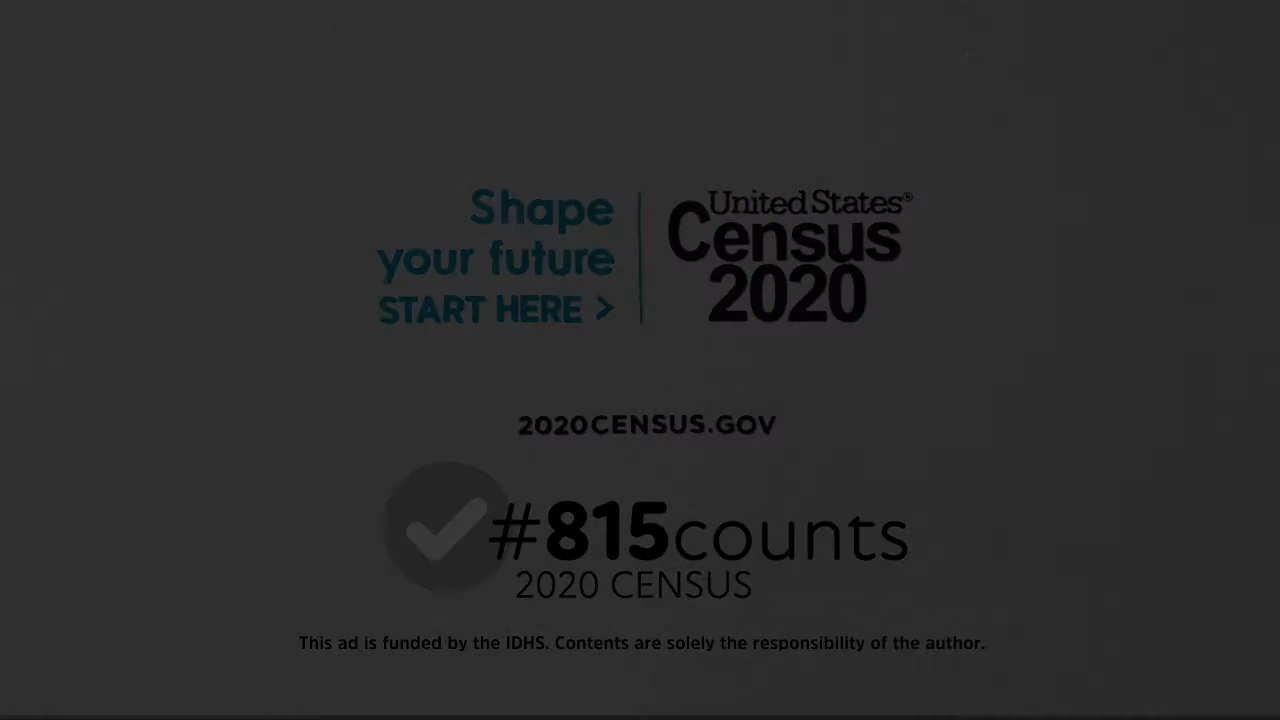 Shape
your future
START HERE >
United States®
Census
2020
2020CENSUS.GOV
#815counts
2020 CENSUS
This ad is funded by the IDHS. Contents are solely the responsibility of the author.